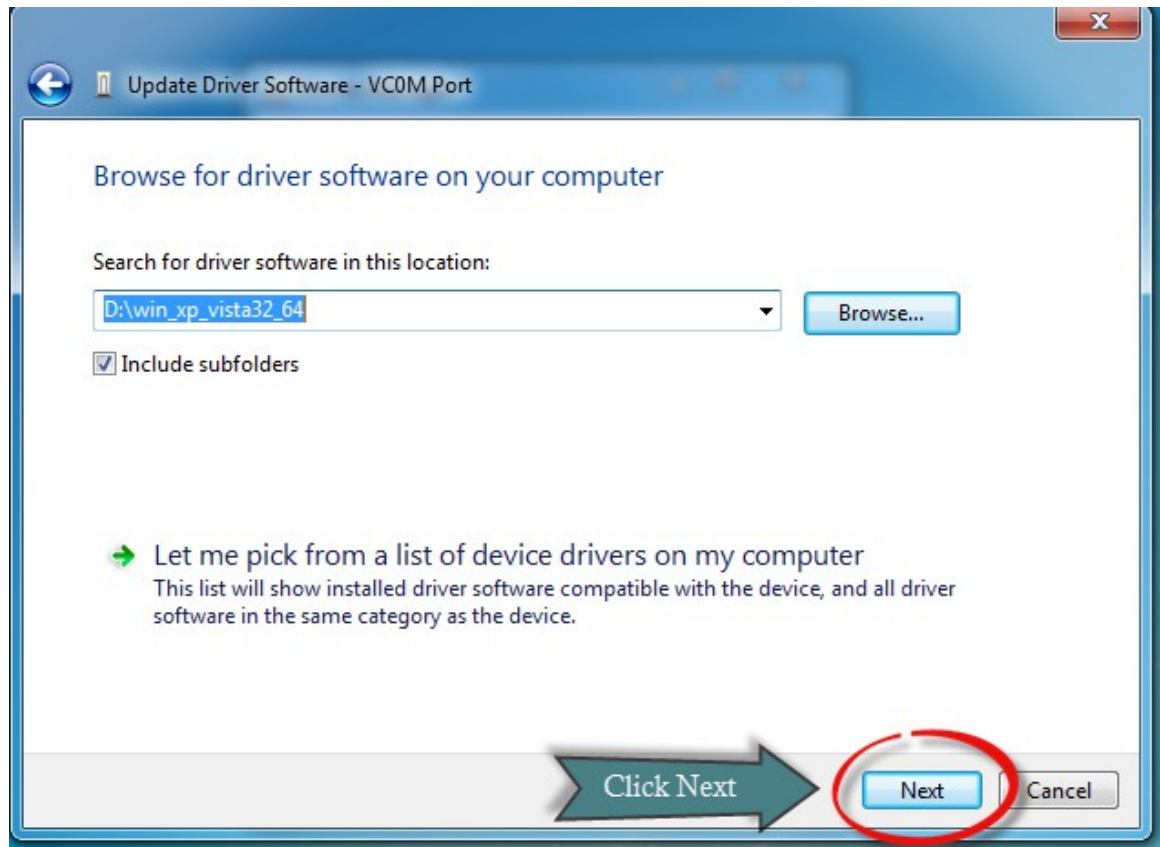 x
Update Driver Software - VC0M Port
Browse for driver software on your computer
Search for driver software in this location:
D:\win_xp_vista32_64
Browse...
Include subfolders
Let me pick from a list of device drivers on my computer
This list will show installed driver software compatible with the device, and all driver
software in the same category as the device.
Click Next
Next
Cancel